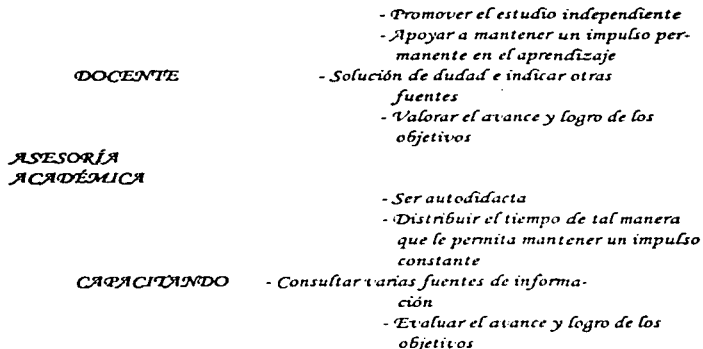 - Promover el estudio independiente
- Apoyar a mantener un impulso per-
manente en el aprendizaje
DOCENTE - Solución de dudad e indicar otras
fuentes
- Valorar el avance y logro de los
objetivos
ASESORÍA
ACADÉMICA
- Ser autodidacta
- Distribuir el tiempo de tal manera
que le permita mantener un impulso
constante
CAPACITANDO - Consultar varias fuentes de informa-
ción
- Evaluar el avance y logro de los
objetivos